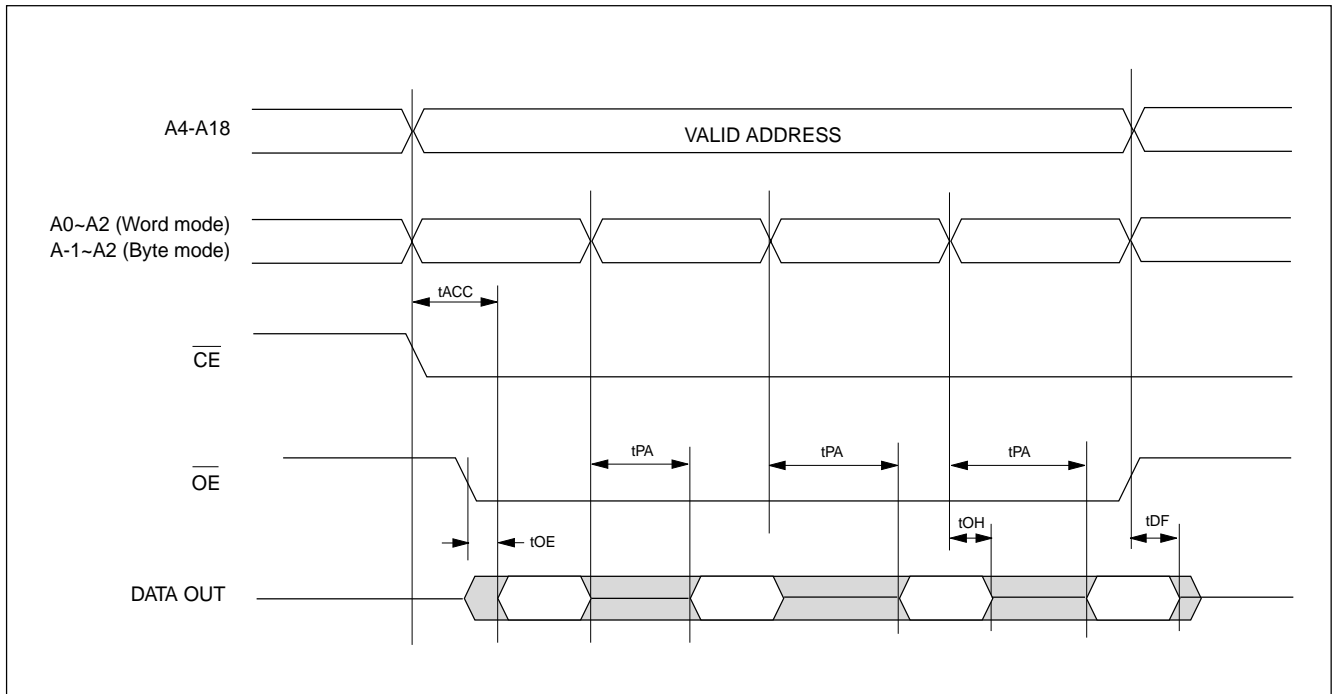 A4-A18
VALID ADDRESS
A0~A2 (Word mode)
A-1~A2 (Byte mode)
tACC
CE
tPA
tPA
tPA
OE
tOH
tDF
tOE
DATA OUT